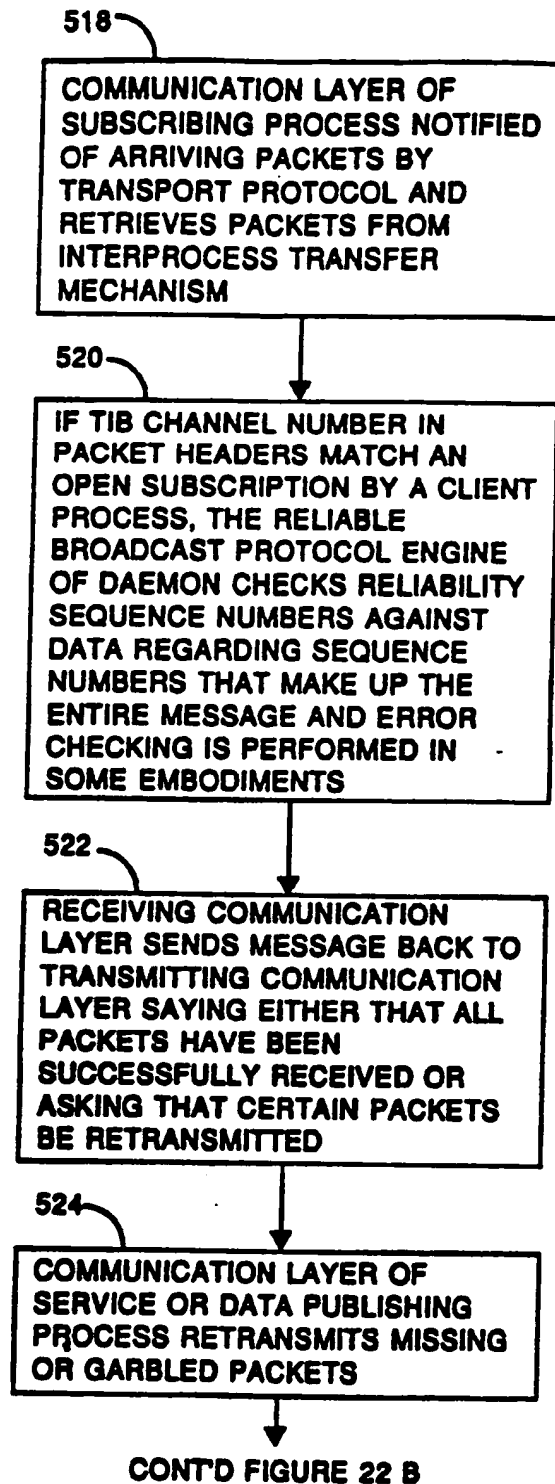 518
COMMUNICATION LAYER OF
SUBSCRIBING PROCESS NOTIFIED
OF ARRIVING PACKETS BY
TRANSPORT PROTOCOL AND
RETRIEVES PACKETS FROM
INTERPROCESS TRANSFER
MECHANISM
520
IF TIB CHANNEL NUMBER IN
PACKET HEADERS MATCH AN
OPEN SUBSCRIPTION BY A CLIENT
PROCESS, THE RELIABLE
BROADCAST PROTOCOL ENGINE
OF DAEMON CHECKS RELIABILITY
SEQUENCE NUMBERS AGAINST
DATA REGARDING SEQUENCE
NUMBERS THAT MAKE UP THE
ENTIRE MESSAGE AND ERROR
CHECKING IS PERFORMED IN
SOME EMBODIMENTS
522
RECEIVING COMMUNICATION
LAYER SENDS MESSAGE BACK TO
TRANSMITTING COMMUNICATION
LAYER SAYING EITHER THAT ALL
PACKETS HAVE BEEN
SUCCESSFULLY RECEIVED OR
ASKING THAT CERTAIN PACKETS
BE RETRANSMITTED
524
COMMUNICATION LAYER OF
SERVICE OR DATA PUBLISHING
PROCESS RETRANSMITS MISSING
OR GARBLED PACKETS
CONT'D FIGURE 22 B